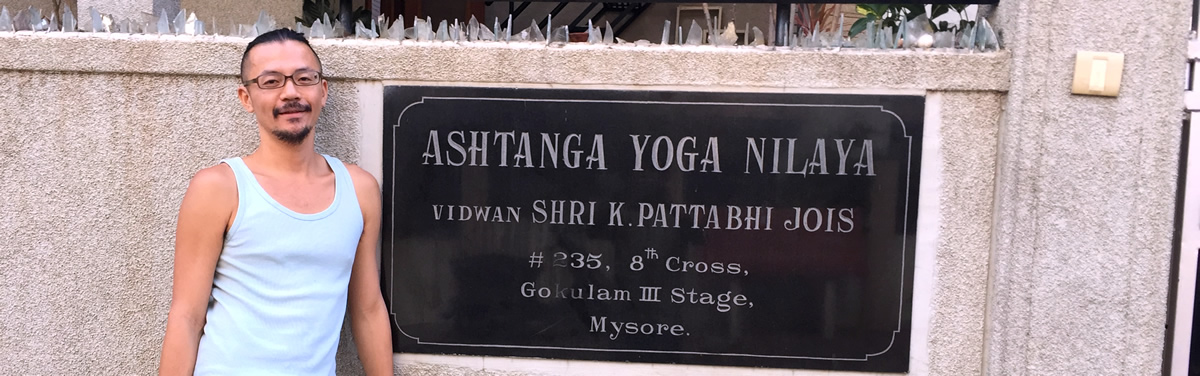 ASHTANGA YOGA NILAYA
VIDWAN SHRI K. PATTABHI JOIS
# 235, 8th Cross,
Gokulam III Stage,
Mysore.